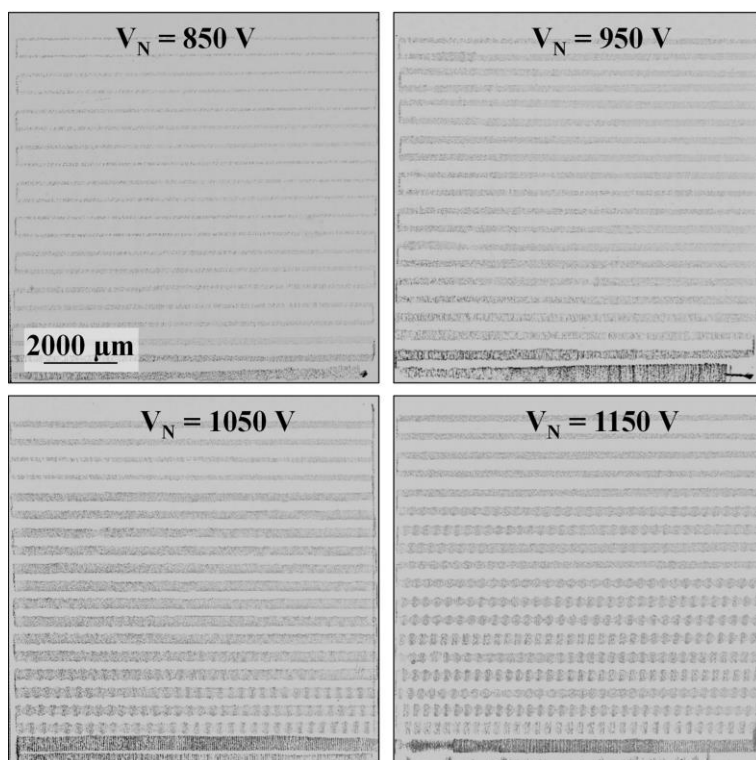 V_N = 850 V
V_N = 950 V
2000 μm
V_N = 1050 V
V_N = 1150 V